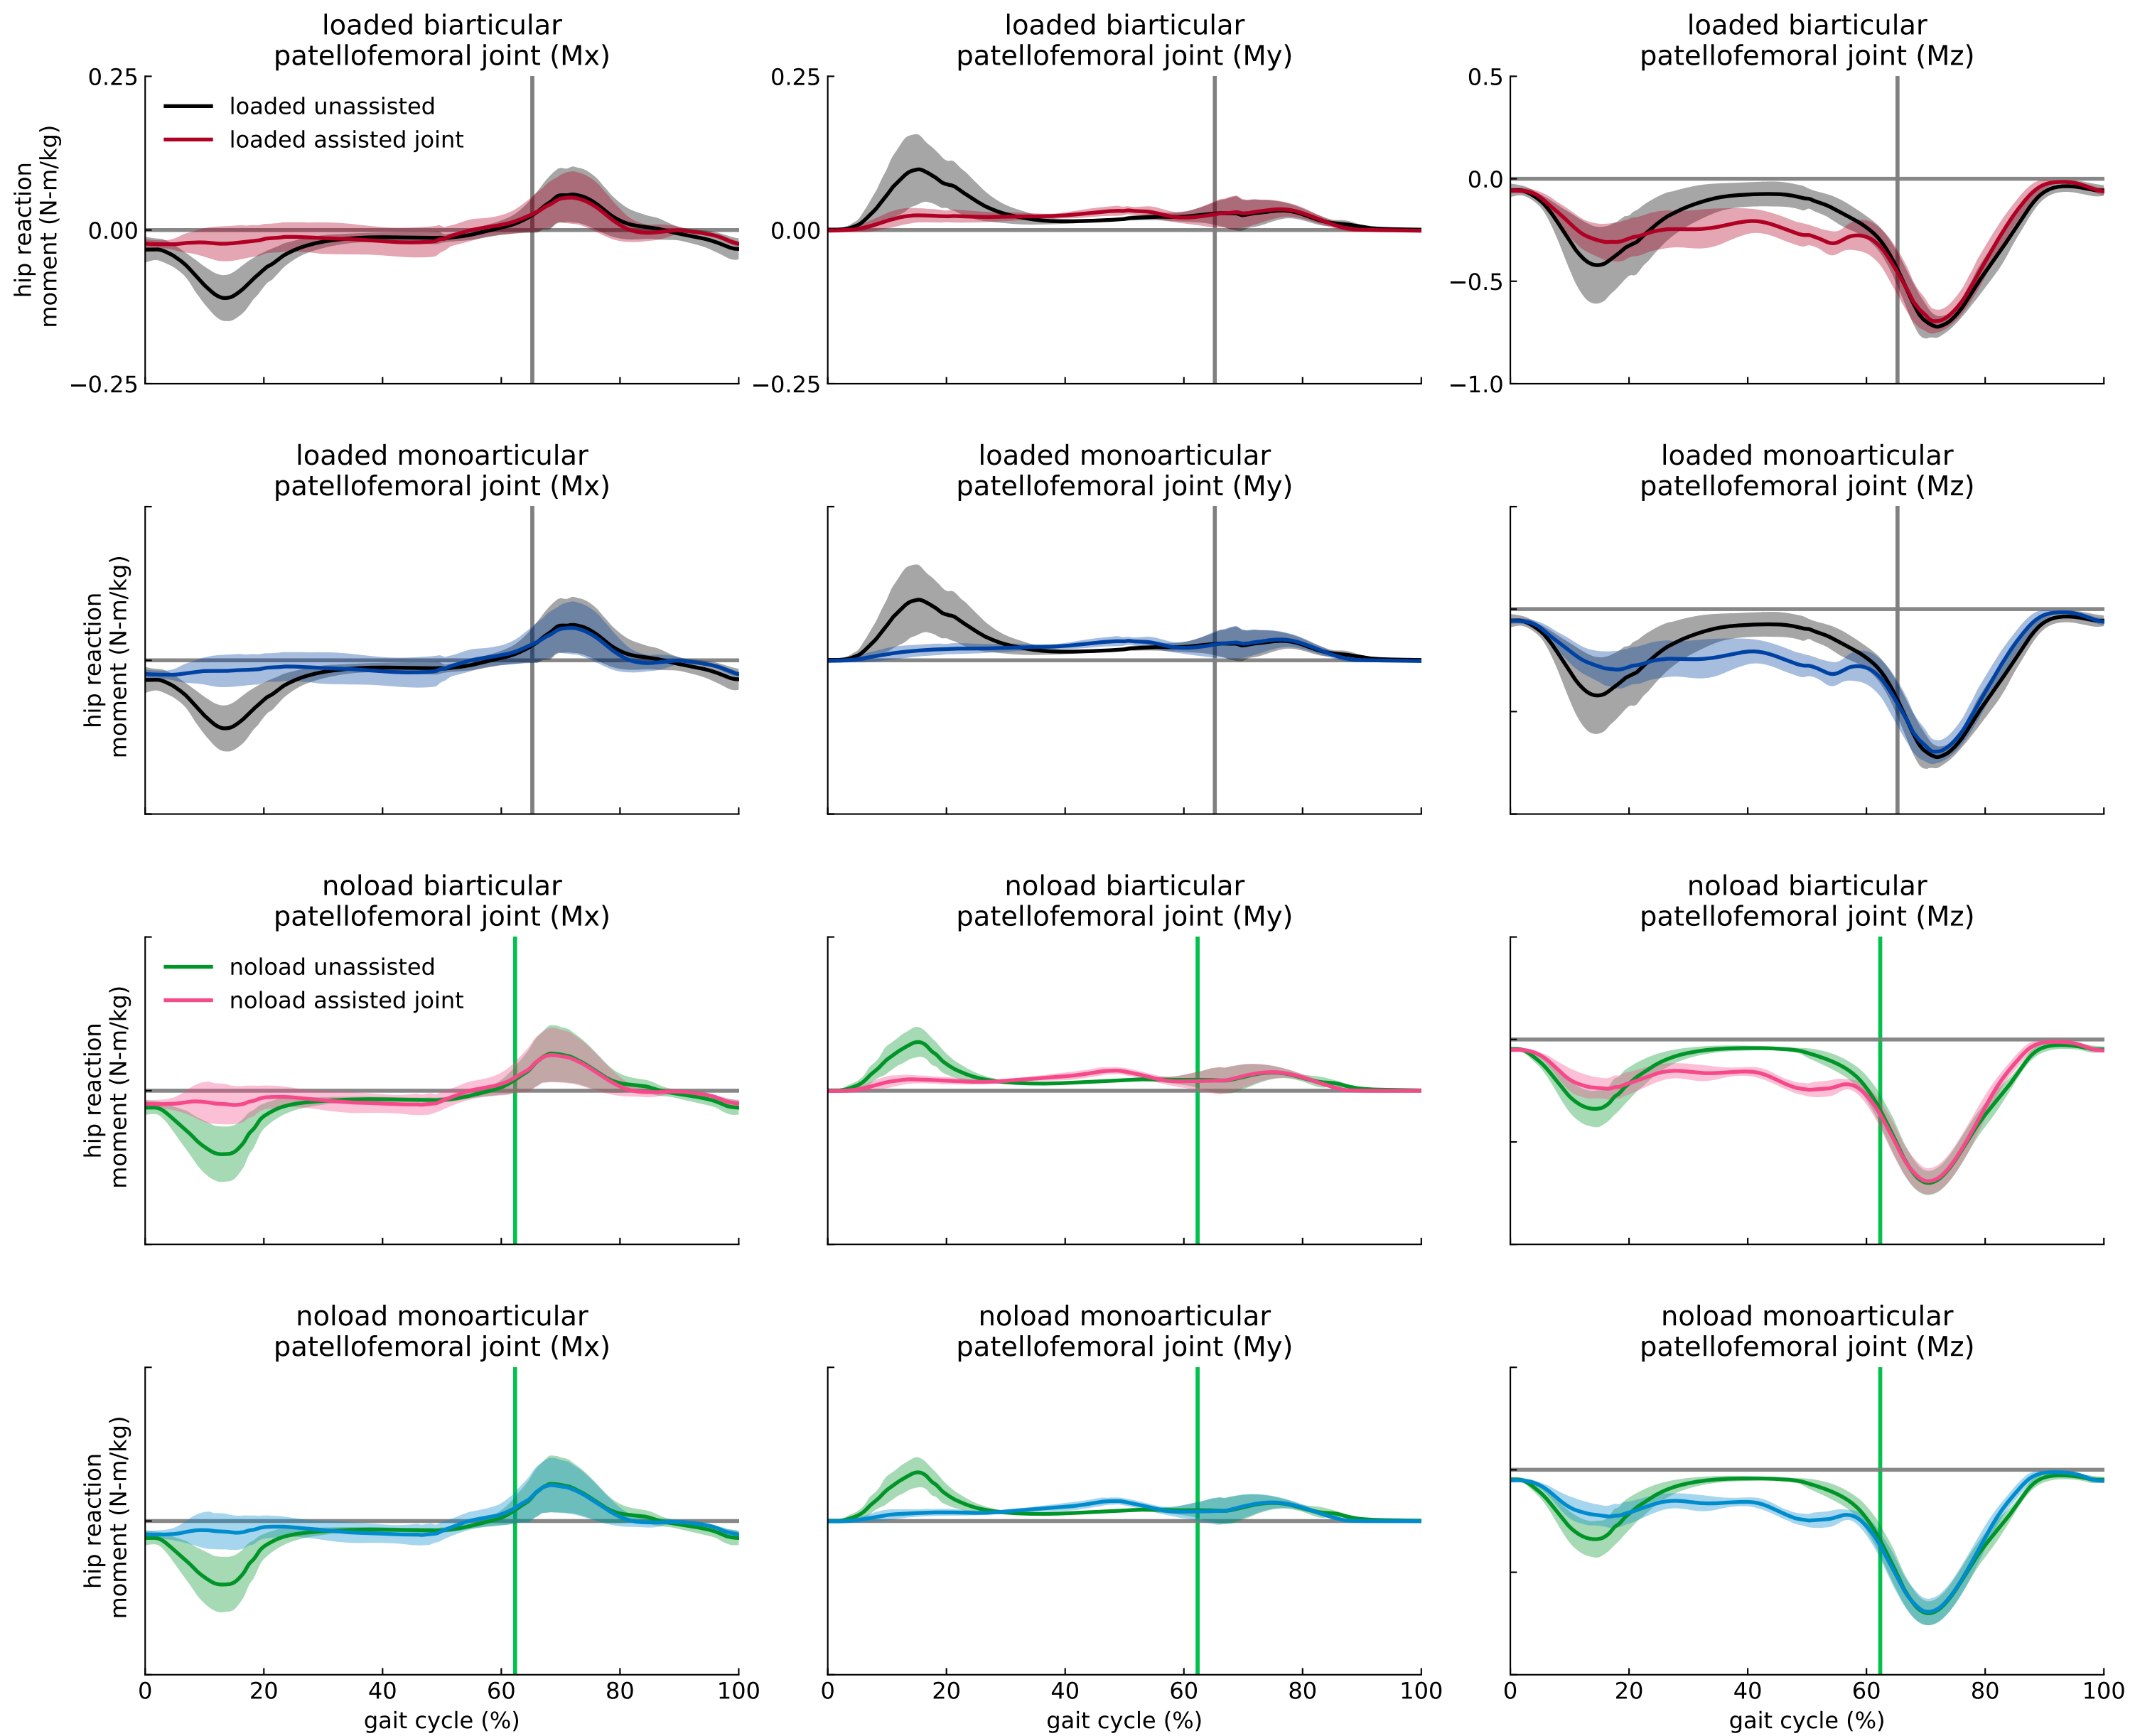 loaded biarticular
patellofemoral joint (Mx)
loaded biarticular
patellofemoral joint (My)
loaded biarticular
patellofemoral joint (Mz)
0.25
0.00
−0.25
hip reaction
moment (N-m/kg)
loaded unassisted
loaded assisted joint
0.25
0.00
−0.25
0.5
0.0
−0.5
−1.0
loaded monoarticular
patellofemoral joint (Mx)
loaded monoarticular
patellofemoral joint (My)
loaded monoarticular
patellofemoral joint (Mz)
hip reaction
moment (N-m/kg)
noload biarticular
patellofemoral joint (Mx)
noload biarticular
patellofemoral joint (My)
noload biarticular
patellofemoral joint (Mz)
hip reaction
moment (N-m/kg)
noload unassisted
noload assisted joint
noload monoarticular
patellofemoral joint (Mx)
noload monoarticular
patellofemoral joint (My)
noload monoarticular
patellofemoral joint (Mz)
hip reaction
moment (N-m/kg)
0 20 40 60 80 100
gait cycle (%)
0 20 40 60 80 100
gait cycle (%)
0 20 40 60 80 100
gait cycle (%)